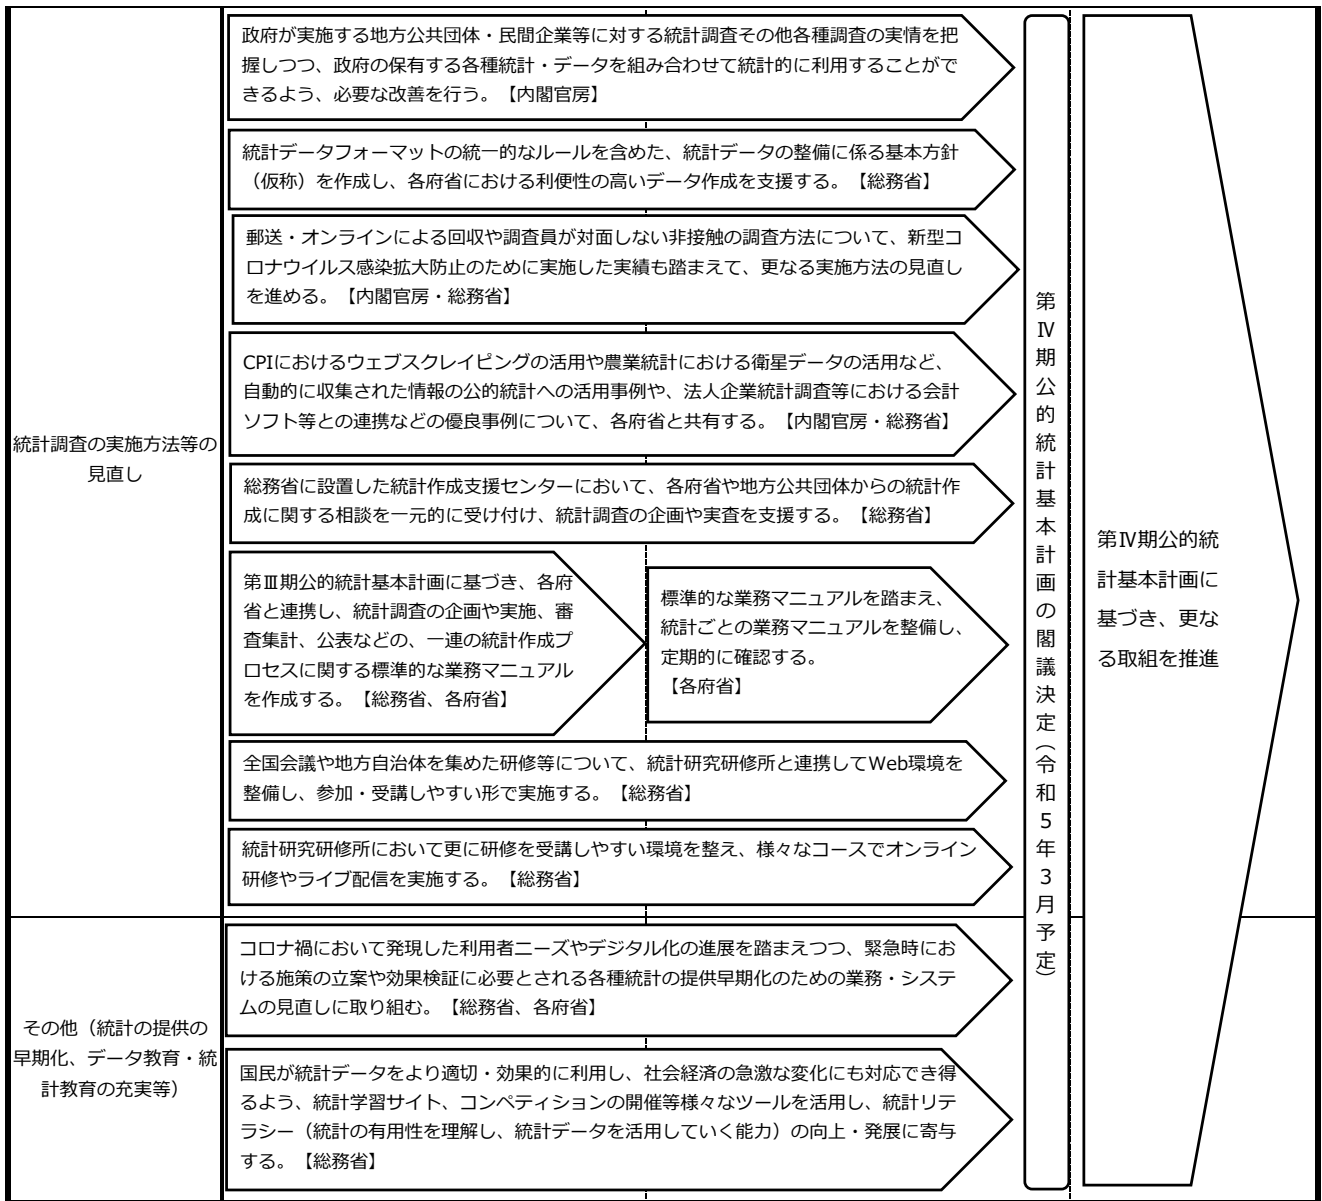 統計調査の実施方法等の
見直し
政府が実施する地方公共団体・民間企業等に対する統計調査その他各種調査の実情を把
握しつつ、政府の保有する各種統計・データを組み合わせて統計的に利用することがで
きるよう、必要な改善を行う。【内閣官房】
統計データフォーマットの統一的なルールを含めた、統計データの整備に係る基本方針
（仮称）を作成し、各府省における利便性の高いデータ作成を支援する。【総務省】
郵送・オンラインによる回収や調査員が対面しない非接触の調査方法について、新型コ
ロナウイルス感染拡大防止のために実施した実績も踏まえて、更なる実施方法の見直し
を進める。【内閣官房・総務省】
CPIにおけるウェブスクレイピングの活用や農業統計における衛星データの活用など、
自動的に収集された情報の公的統計への活用事例や、法人企業統計調査等における会計
ソフト等との連携などの優良事例について、各府省と共有する。【内閣官房・総務省】
総務省に設置した統計作成支援センターにおいて、各府省や地方公共団体からの統計作
成に関する相談を一元的に受け付け、統計調査の企画や実査を支援する。【総務省】
第Ⅲ期公的統計基本計画に基づき、各府
省と連携し、統計調査の企画や実施、審
査集計、公表などの、一連の統計作成プ
ロセスに関する標準的な業務マニュアル
を作成する。【総務省、各府省】
標準的な業務マニュアルを踏まえ、
統計ごとの業務マニュアルを整備し、
定期的に確認する。
【各府省】
全国会議や地方自治体を集めた研修等について、統計研究研修所と連携してWeb環境を
整備し、参加・受講しやすい形で実施する。【総務省】
統計研究研修所において更に研修を受講しやすい環境を整え、様々なコースでオンライン
研修やライブ配信を実施する。【総務省】
その他（統計の提供の
早期化、データ教育・統
計教育の充実等）
コロナ禍において発現した利用者ニーズやデジタル化の進展を踏まえつつ、緊急時にお
ける施策の立案や効果検証に必要とされる各種統計の提供早期化のための業務・システ
ムの見直しに取り組む。【総務省、各府省】
国民が統計データをより適切・効果的に利用し、社会経済の急激な変化にも対応でき得
るよう、統計学習サイト、コンペティションの開催等様々なツールを活用し、統計リテ
ラシー（統計の有用性を理解し、統計データを活用していく能力）の向上・発展に寄与
する。【総務省】
第Ⅳ期公的統計基本計画の閣議決定（令和５年３月予定）
第Ⅳ期公的統
計基本計画に
基づき、更な
る取組を推進